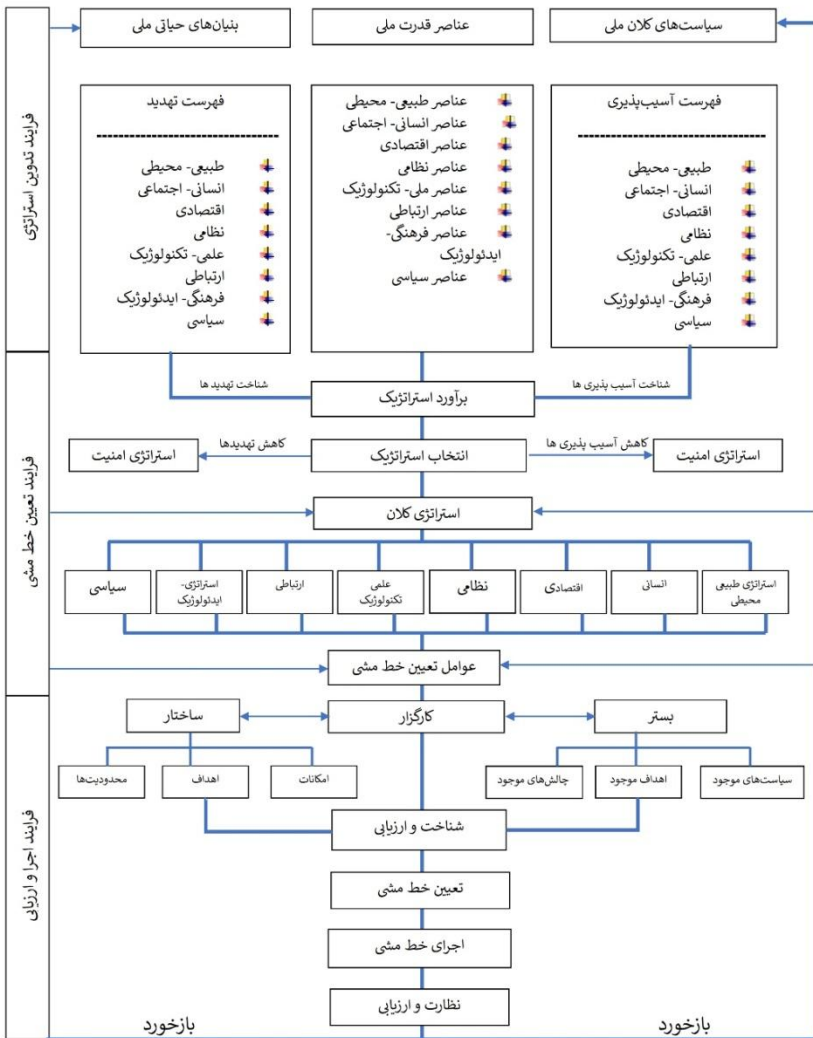 سیاست‌های کلان ملی
عناصر قدرت ملی
بنیان‌های حیاتی ملی
فرایند تدوین استراتژی
فهرست آسیب‌پذیری
طبیعی- محیطی
انسانی- اجتماعی
اقتصادی
نظامی
علمی- تکنولوژیک
ارتباطی
فرهنگی- ایدئولوژیک
سیاسی
عناصر طبیعی- محیطی
عناصر انسانی- اجتماعی
عناصر اقتصادی
عناصر نظامی
عناصر ملی- تکنولوژیک
عناصر ارتباطی
عناصر فرهنگی-
ایدئولوژیک
عناصر سیاسی
فهرست تهدید
طبیعی- محیطی
انسانی- اجتماعی
اقتصادی
نظامی
علمی- تکنولوژیک
ارتباطی
فرهنگی- ایدئولوژیک
سیاسی
فرایند تعیین خط مشی
شناخت آسیب پذیری ها
برآورد استراتژیک
شناخت تهدید ها
استراتژی امنیت
کاهش آسیب پذیری ها
انتخاب استراتژیک
کاهش تهدیدها
استراتژی امنیت
استراتژی کلان
استراتژی طبیعی
محیطی
انسانی
اقتصادی
نظامی
علمی
تکنولوژیک
ارتباطی
استراتژی-
ایدئولوژیک
سیاسی
عوامل تعیین خط مشی
فرایند اجرا و ارزیابی
بستر
کارگزار
ساختار
سیاست‌های موجود
اهداف موجود
چالش‌های موجود
امکانات
اهداف
محدودیت‌ها
شناخت و ارزیابی
تعیین خط مشی
اجرای خط مشی
نظارت و ارزیابی
بازخورد
بازخورد